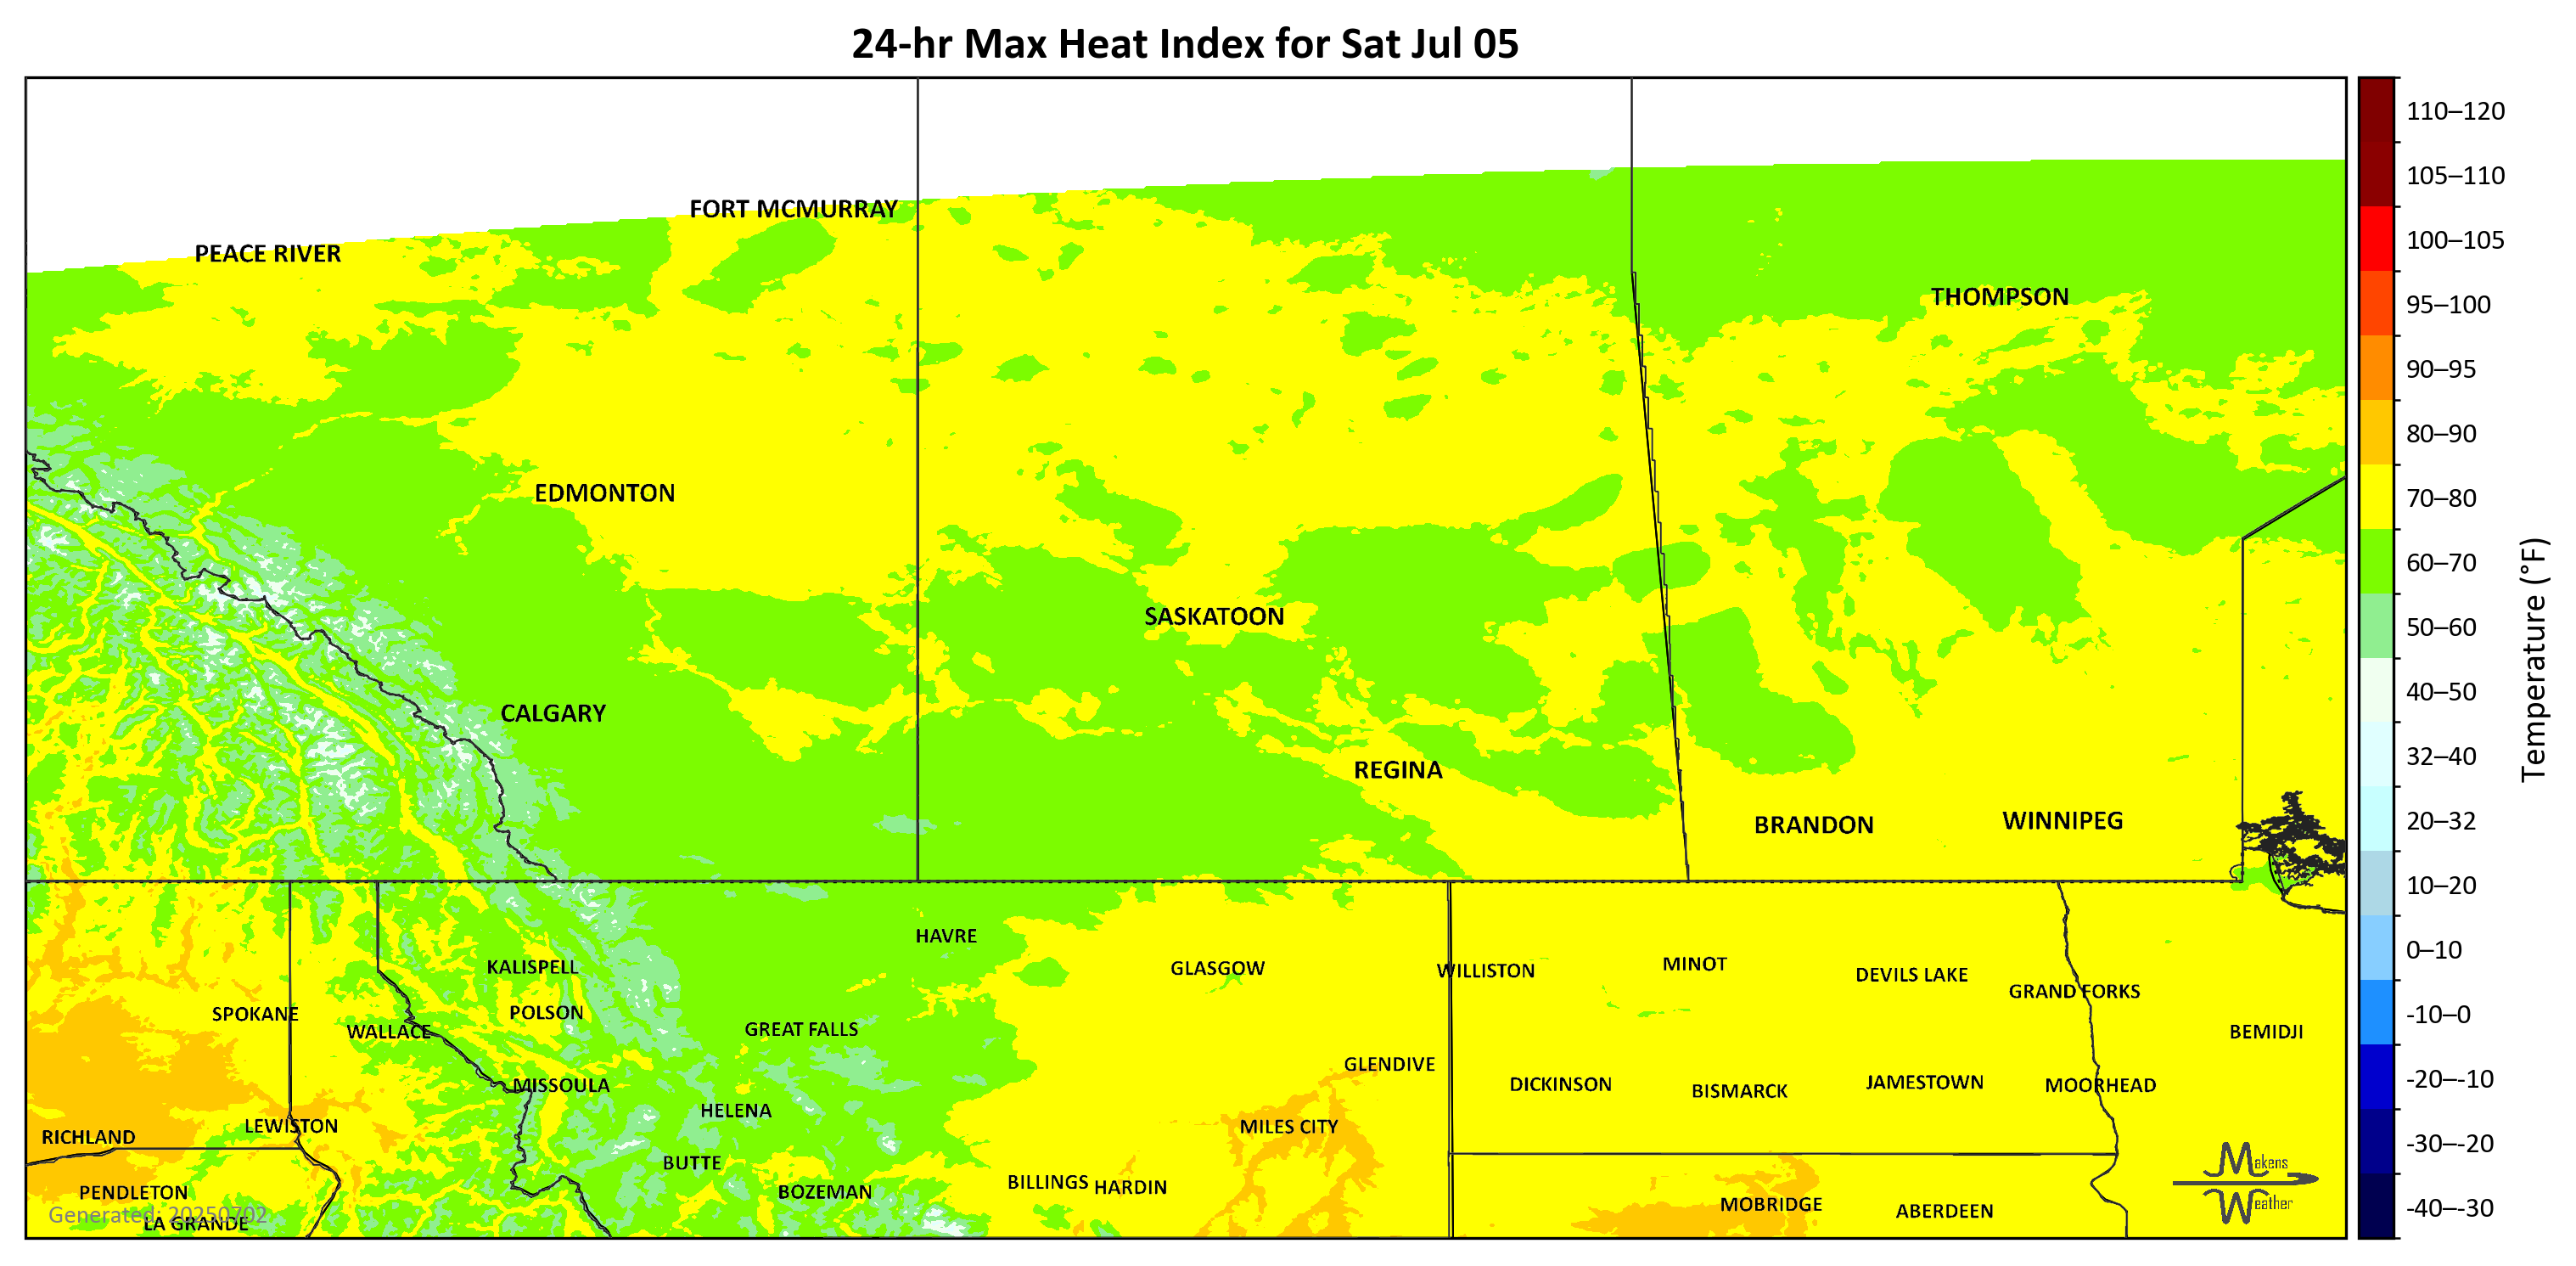 24-hr Max Heat Index for Sat Jul 05
FORT MCMURRAY
PEACE RIVER
THOMPSON
EDMONTON
SASKATOON
CALGARY
REGINA
BRANDON
WINNIPEG
HAVRE
KALISPELL
GLASGOW
WILLISTON
MINOT
DEVILS LAKE
GRAND FORKS
SPOKANE
POLSON
WALLACE
GREAT FALLS
BEMIDJI
GLENDIVE
MISSOULA
DICKINSON
BISMARCK
JAMESTOWN
MOORHEAD
HELENA
LEWISTON
MILES CITY
RICHLAND
BUTTE
BILLINGS
HARDIN
PENDLETON
BOZEMAN
MOBRIDGE
ABERDEEN
Generated: 20250702
LA GRANDE
Makens
Weather
110–120
105–110
100–105
95–100
90–95
80–90
70–80
60–70
50–60
40–50
32–40
20–32
10–20
0–10
-10–0
-20–-10
-30–-20
-40–-30
Temperature (°F)